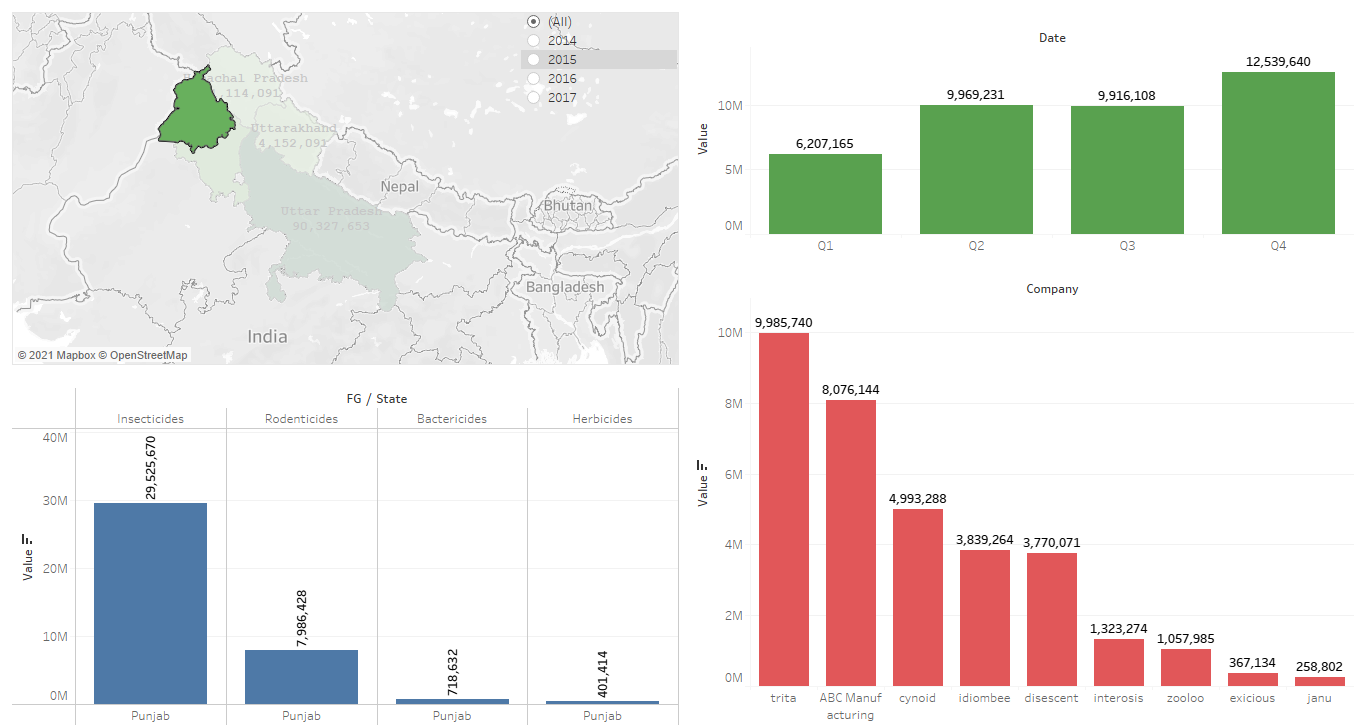 (All)
2014
2015
2016
2017
achal Pradesh
114,091
Uttarakhand
4,152,091
Nepal
Bhutan
Uttar Pradesh
90,327,653
Bangladesh
India
© 2021 Mapbox © OpenStreetMap
Date
Value
10M
5M
0M
6,207,165
9,969,231
9,916,108
12,539,640
Q1
Q2
Q3
Q4
FG / State
Insecticides
Rodenticides
Bactericides
Herbicides
Value
40M
30M
20M
10M
0M
29,525,670
7,986,428
718,632
401,414
Punjab
Punjab
Punjab
Punjab
Company
Value
10M
8M
6M
4M
2M
0M
9,985,740
8,076,144
4,993,288
3,839,264
3,770,071
1,323,274
1,057,985
367,134
258,802
trita
ABC Manuf
acturing
cynoid
idiombee
disescent
interosis
zooloo
exicious
janu